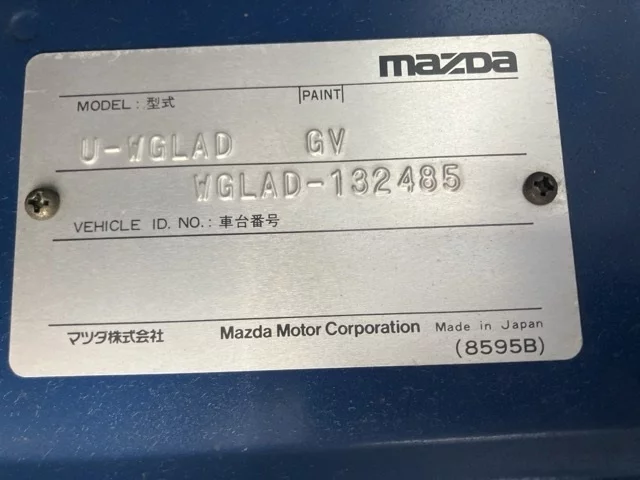 mazda
MODEL : 型式 |PAINT|
U-WGLAD GV
WGLAD-132485
VEHICLE ID. NO. : 車台番号
マツダ株式会社 Mazda Motor Corporation Made in Japan
(8595B)